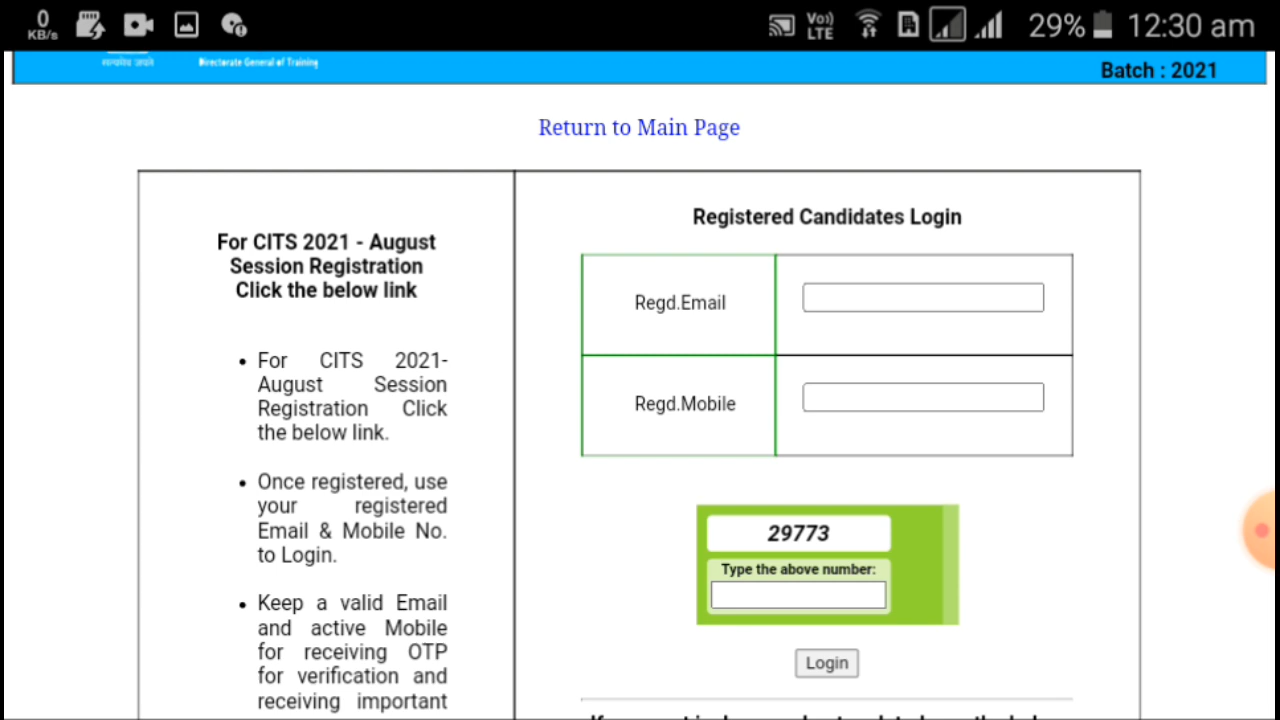 0
KB/s
Vo))
LTE
29%
12:30 am
सत्यमेव जयते
Directorate General of Training
Batch : 2021
Return to Main Page
For CITS 2021 - August
Session Registration
Click the below link
• For CITS 2021-
August Session
Registration Click
the below link.
• Once registered, use
your registered
Email & Mobile No.
to Login.
• Keep a valid Email
and active Mobile
for receiving OTP
for verification and
receiving important
Registered Candidates Login
Regd.Email
Regd.Mobile
29773
Type the above number:
Login